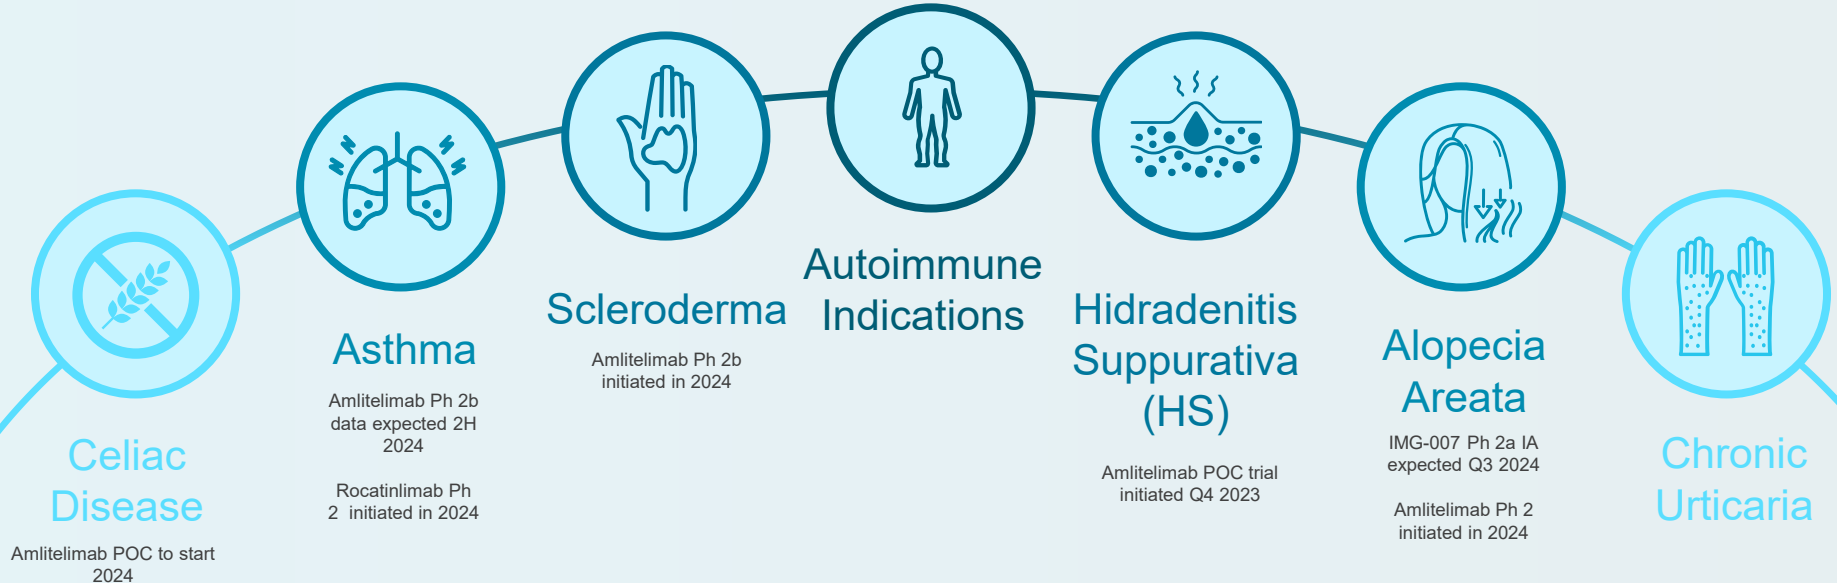 Celiac
Disease
Amlitelimab POC to start
2024
Asthma
Amlitelimab Ph 2b
data expected 2H
2024
Rocatinlimab Ph
2  initiated in 2024
Scleroderma
Amlitelimab Ph 2b
initiated in 2024
Autoimmune
Indications
Hidradenitis
Suppurativa
(HS)
Amlitelimab POC trial
initiated Q4 2023
Alopecia
Areata
IMG-007 Ph 2a IA
expected Q3 2024
Amlitelimab Ph 2
initiated in 2024
Chronic
Urticaria